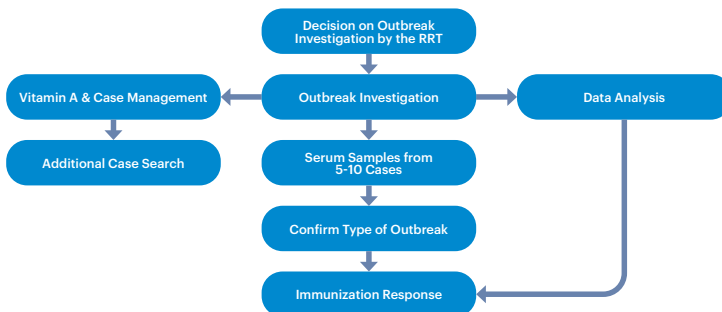 Decision on Outbreak
Investigation by the RRT
Vitamin A & Case Management
Outbreak Investigation
Data Analysis
Additional Case Search
Serum Samples from
5-10 Cases
Confirm Type of Outbreak
Immunization Response